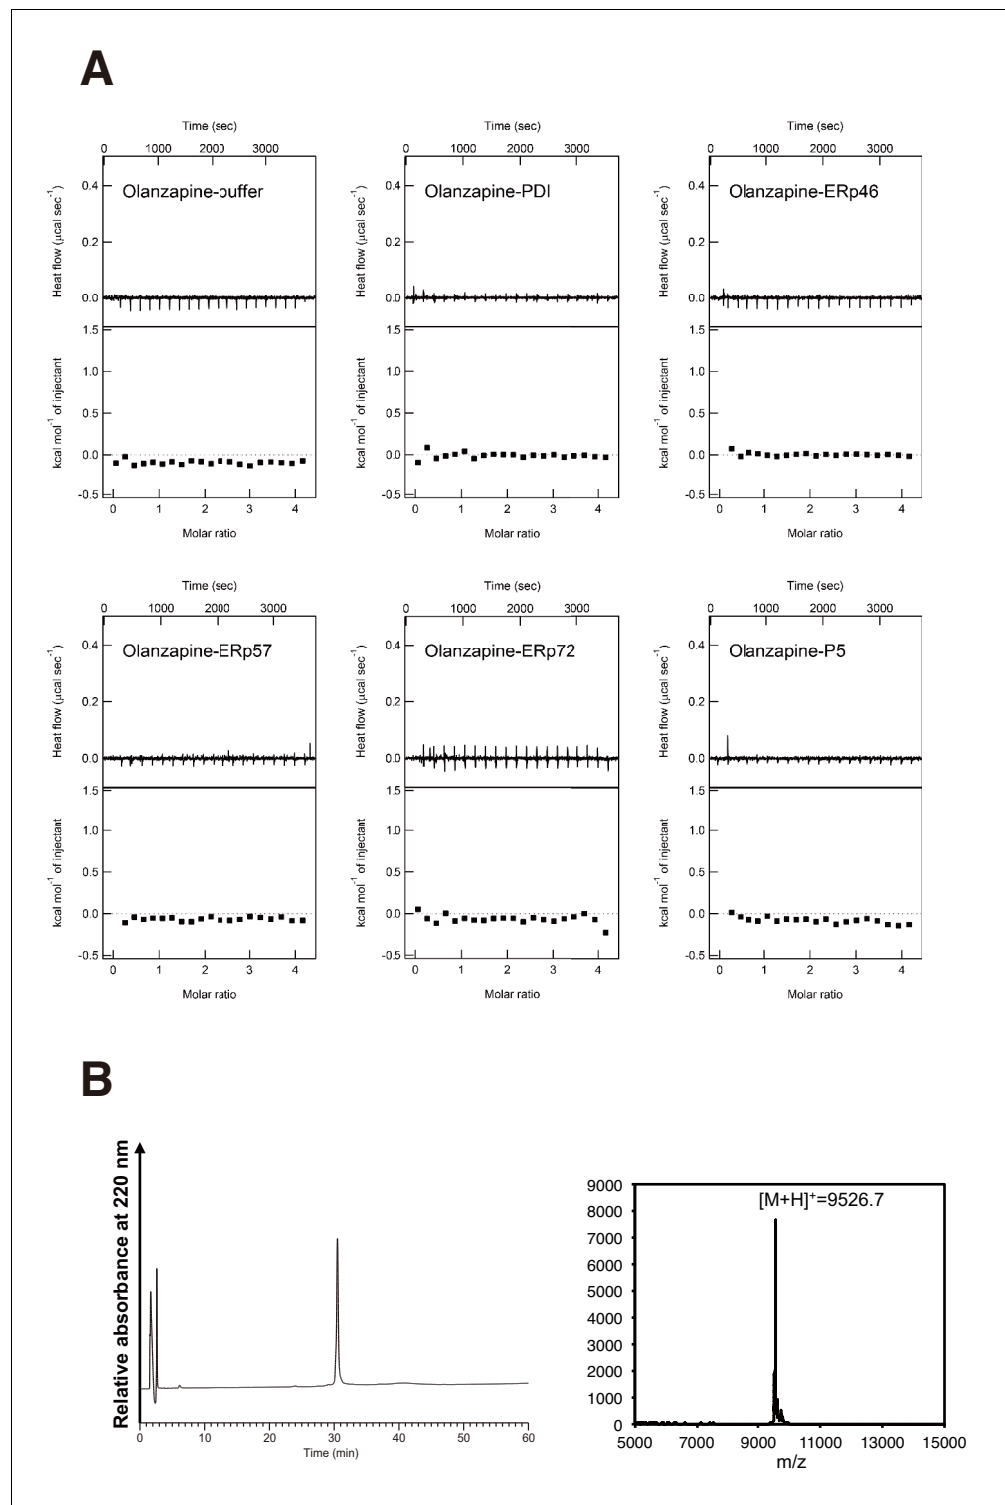 A
Time (sec)
0 1000 2000 3000
Heat flow (µcal sec-1)
0.4
0.2
0.0
Olanzapine-buffer
kcal mol-1 of injectant
1.5
1.0
0.5
0.0
-0.5
0 1 2 3 4
Molar ratio
Time (sec)
0 1000 2000 3000
Heat flow (µcal sec-1)
0.4
0.2
0.0
Olanzapine-PDI
kcal mol-1 of injectant
1.5
1.0
0.5
0.0
-0.5
0 1 2 3 4
Molar ratio
Time (sec)
0 1000 2000 3000
Heat flow (µcal sec-1)
0.4
0.2
0.0
Olanzapine-ERp46
kcal mol-1 of injectant
1.5
1.0
0.5
0.0
-0.5
0 1 2 3 4
Molar ratio
Time (sec)
0 1000 2000 3000
Heat flow (µcal sec-1)
0.4
0.2
0.0
Olanzapine-ERp57
kcal mol-1 of injectant
1.5
1.0
0.5
0.0
-0.5
0 1 2 3 4
Molar ratio
Time (sec)
0 1000 2000 3000
Heat flow (µcal sec-1)
0.4
0.2
0.0
Olanzapine-ERp72
kcal mol-1 of injectant
1.5
1.0
0.5
0.0
-0.5
0 1 2 3 4
Molar ratio
Time (sec)
0 1000 2000 3000
Heat flow (µcal sec-1)
0.4
0.2
0.0
Olanzapine-P5
kcal mol-1 of injectant
1.5
1.0
0.5
0.0
-0.5
0 1 2 3 4
Molar ratio
B
Relative absorbance at 220 nm
0 10 20 30 40 50 60
Time (min)
[M+H]+=9526.7
9000
8000
7000
6000
5000
4000
3000
2000
1000
0
5000 7000 9000 11000 13000 15000
m/z